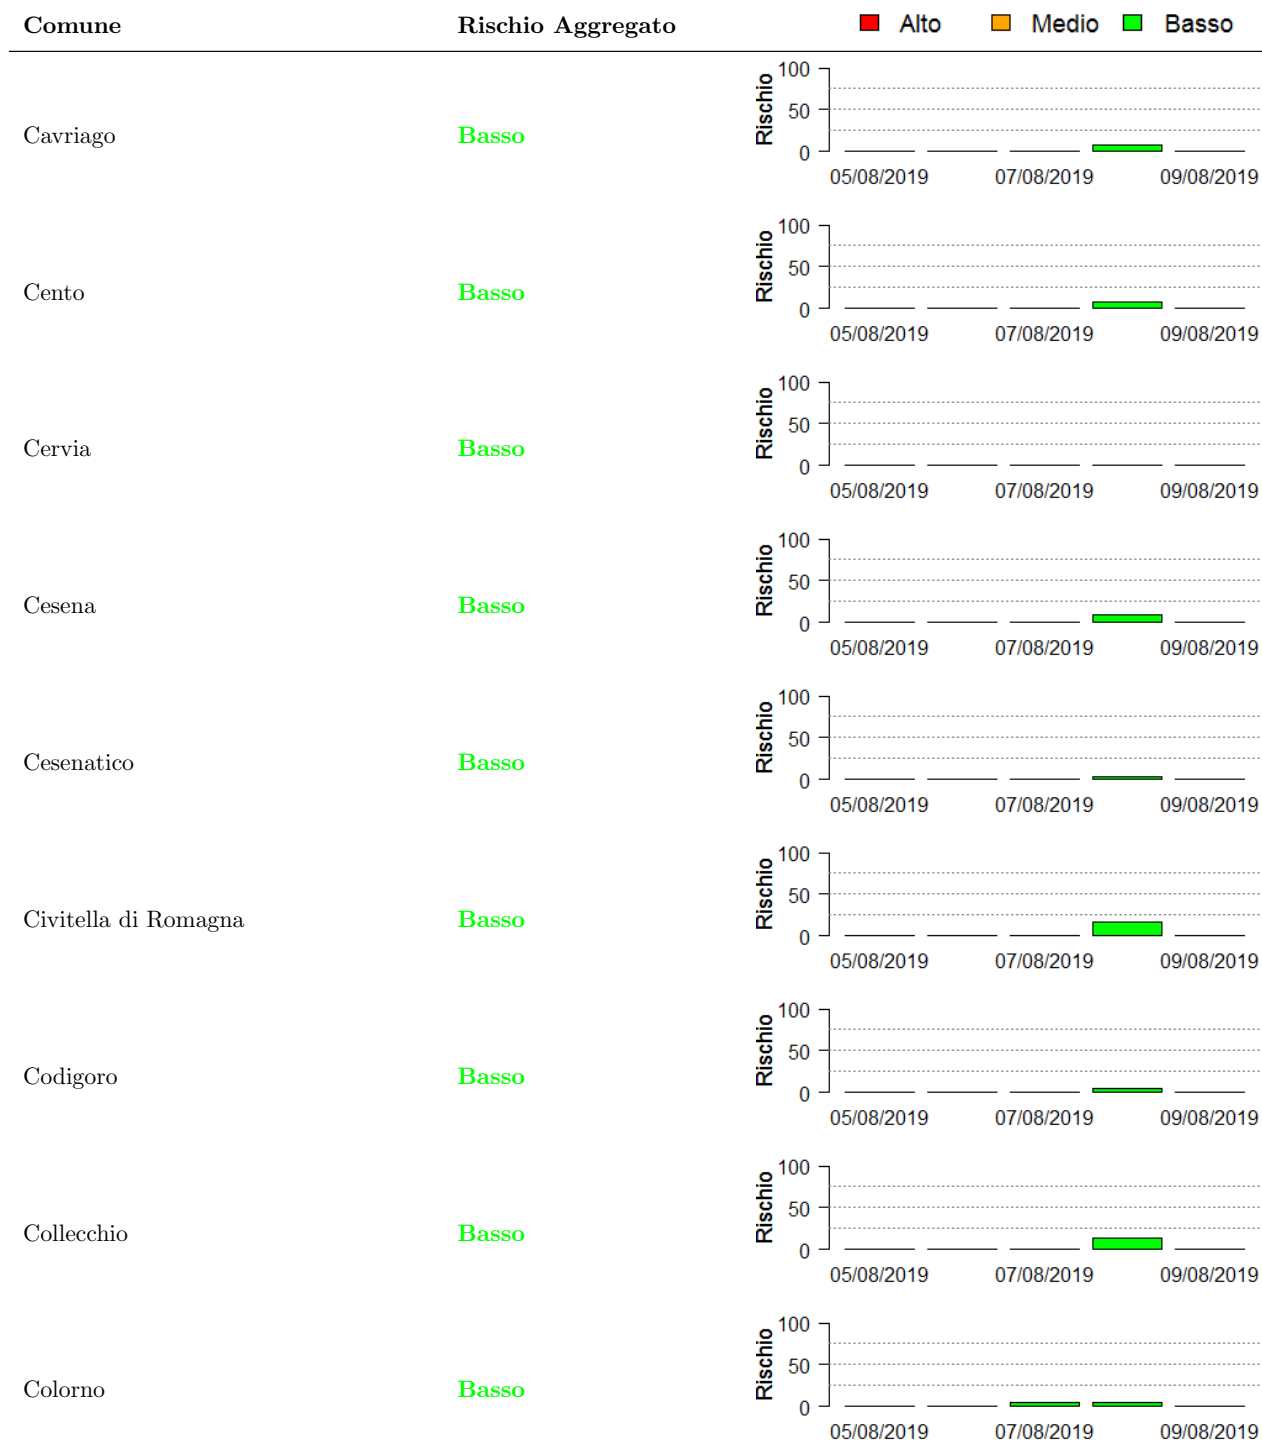 Comune Rischio Aggregato Alto Medio Basso
Cavriago Basso
Rischio
100
50
0
05/08/2019 07/08/2019 09/08/2019
Cento Basso
Rischio
100
50
0
05/08/2019 07/08/2019 09/08/2019
Cervia Basso
Rischio
100
50
0
05/08/2019 07/08/2019 09/08/2019
Cesena Basso
Rischio
100
50
0
05/08/2019 07/08/2019 09/08/2019
Cesenatico Basso
Rischio
100
50
0
05/08/2019 07/08/2019 09/08/2019
Civitella di Romagna Basso
Rischio
100
50
0
05/08/2019 07/08/2019 09/08/2019
Codigoro Basso
Rischio
100
50
0
05/08/2019 07/08/2019 09/08/2019
Collecchio Basso
Rischio
100
50
0
05/08/2019 07/08/2019 09/08/2019
Colorno Basso
Rischio
100
50
0
05/08/2019 07/08/2019 09/08/2019